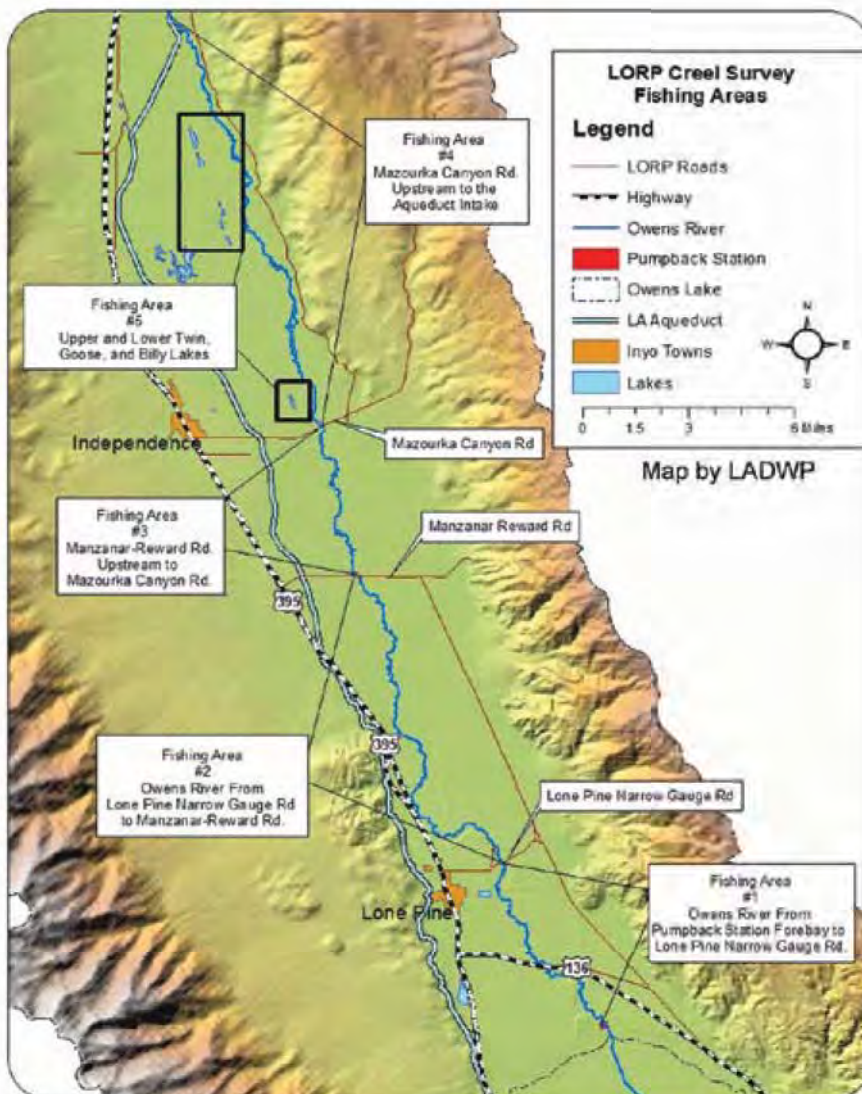 LORP Creel Survey
Fishing Areas
Legend
LORP Roads
Highway
Owens River
Pumpback Station
Owens Lake
LA Aqueduct
Inyo Towns
Lakes
N
W E
S
0 1.5 3 6 Miles
Map by LADWP
Fishing Area
#4
Mazourka Canyon Rd.
Upstream to the
Aqueduct Intake
Fishing Area
#5
Upper and Lower Twin,
Goose, and Billy Lakes
Independence
Mazourka Canyon Rd
Fishing Area
#3
Manzanar-Reward Rd.
Upstream to
Mazourka Canyon Rd.
Manzanar Reward Rd
395
395
Fishing Area
#2
Owens River From
Lone Pine Narrow Gauge Rd
to Manzanar-Reward Rd.
Lone Pine Narrow Gauge Rd
Lone Pine
Fishing Area
#1
Owens River From
Pumpback Station Forebay to
Lone Pine Narrow Gauge Rd.
136